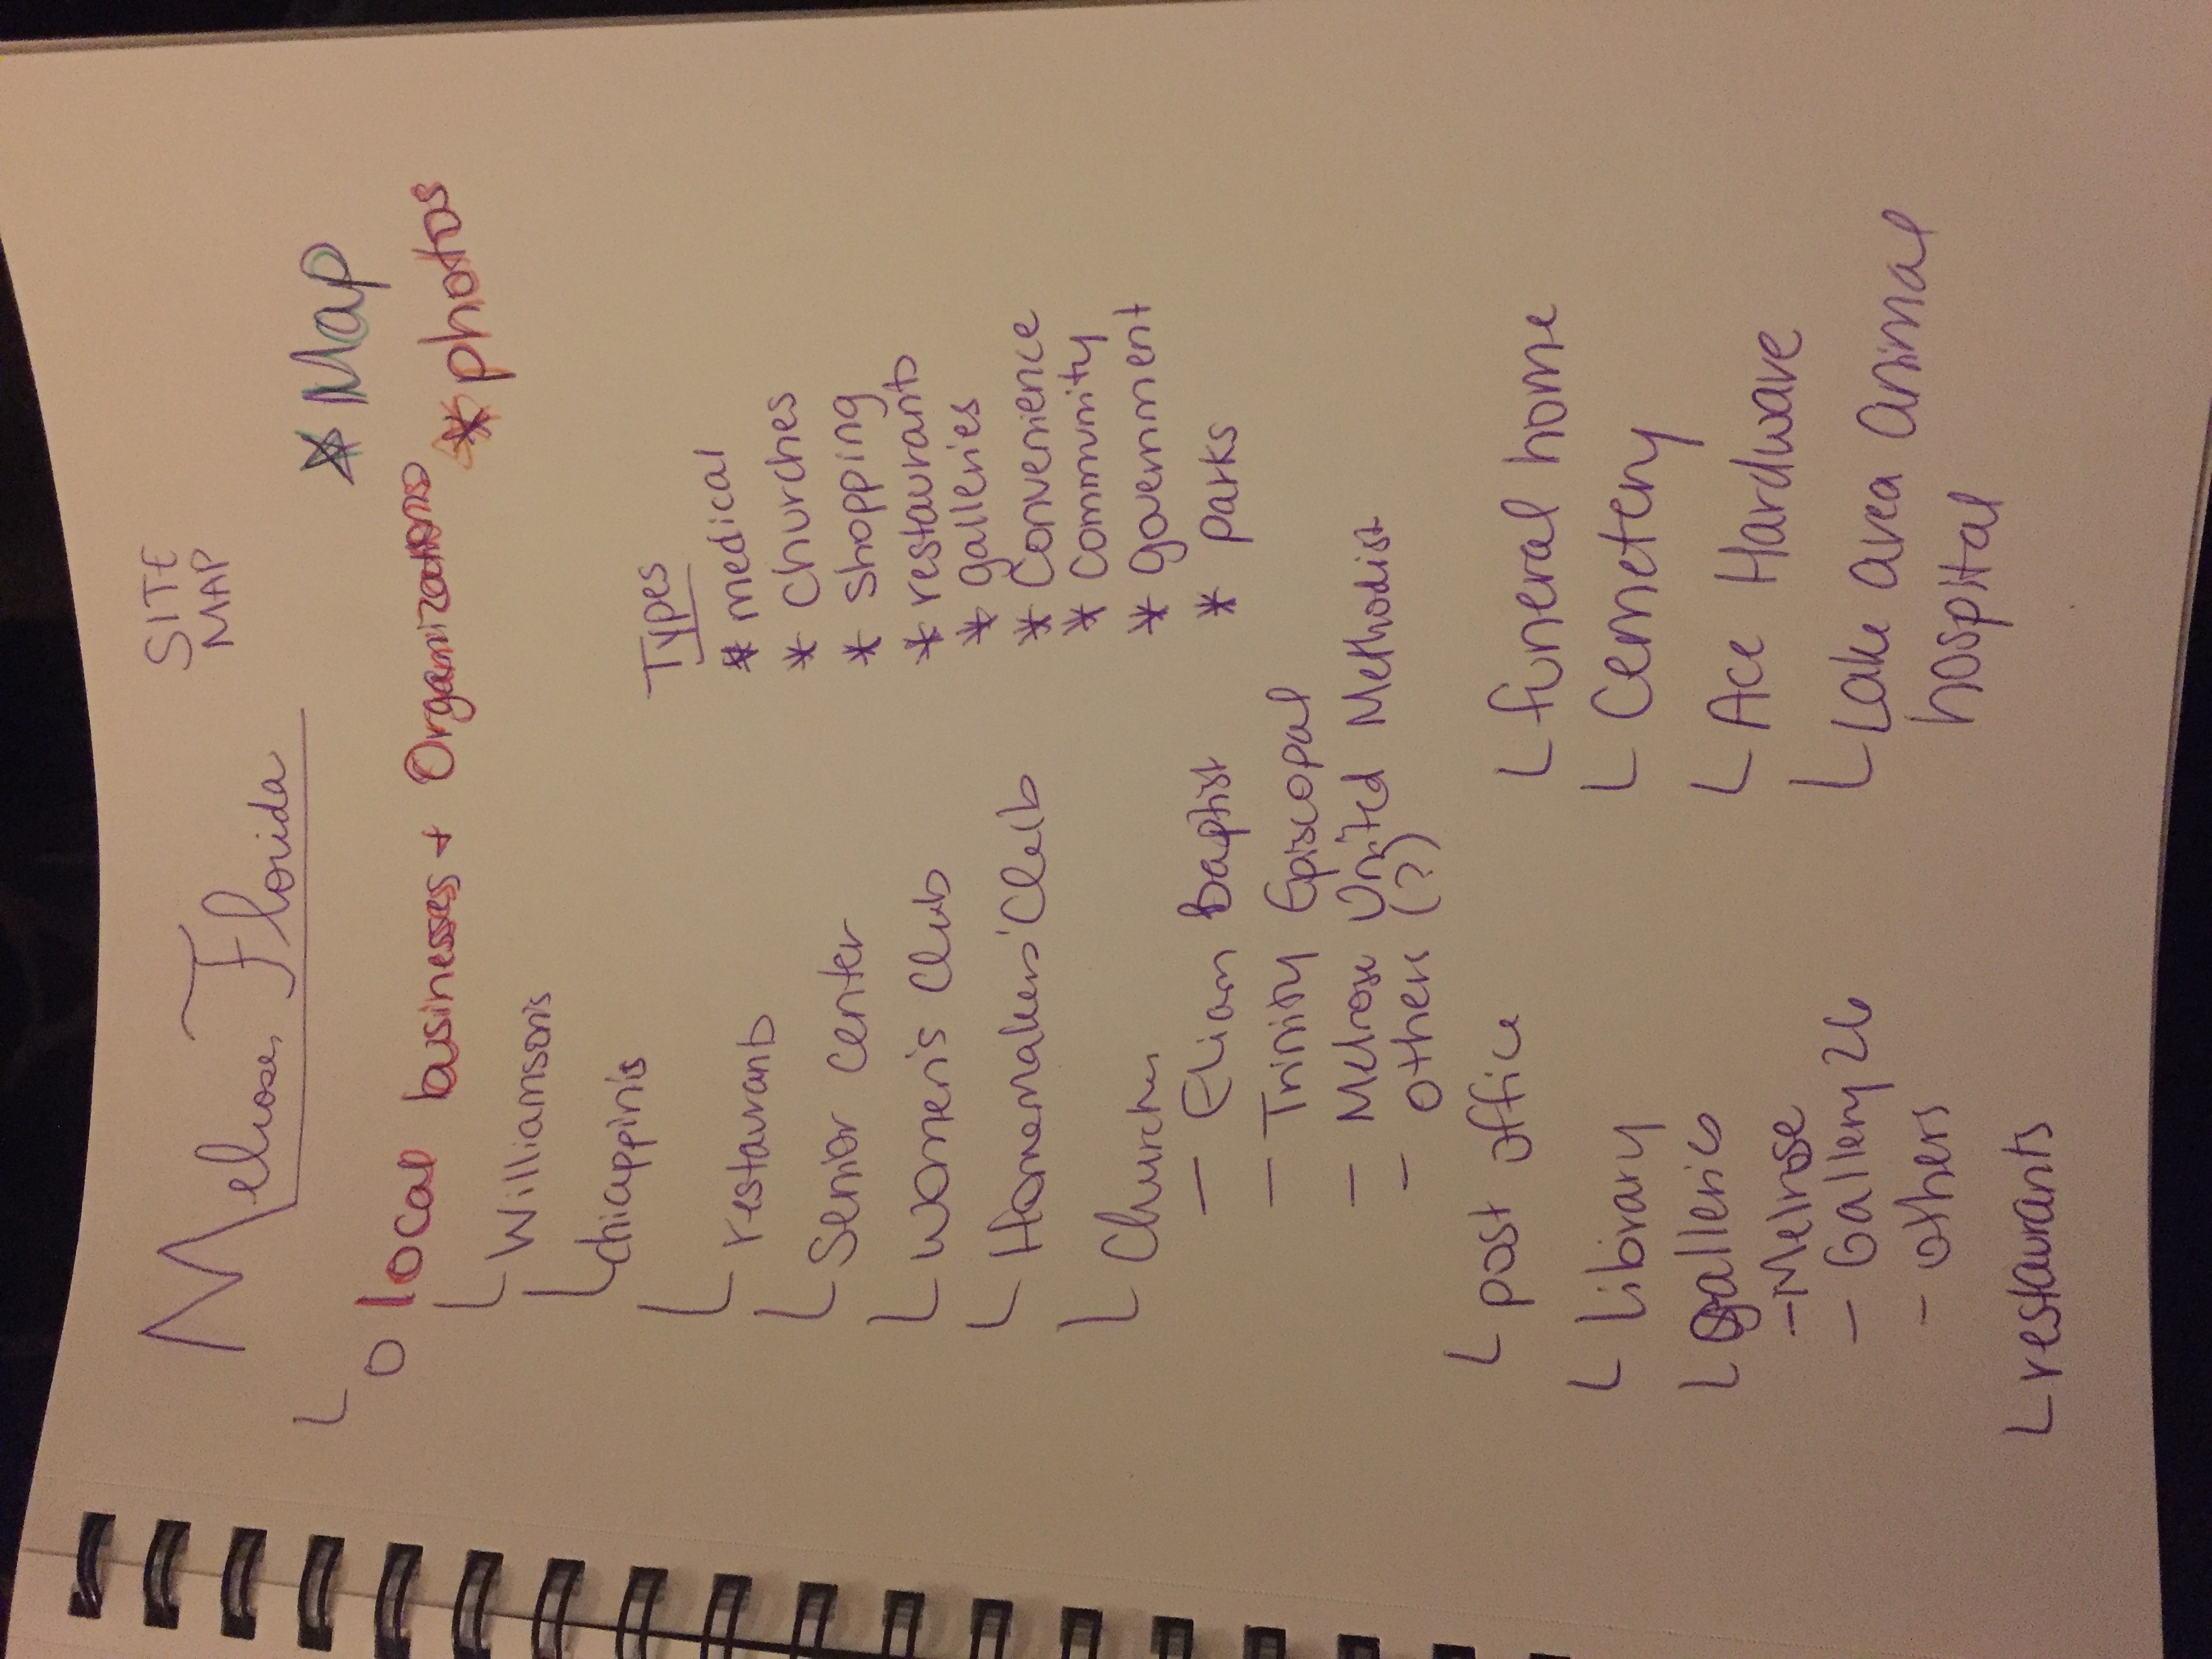 Melrose, Florida
SITE
MAP
o local businesses + Organizations
* Map
* photos
Williamson's
chiappini's
restaurants
Senior Center
Women's Club
Homemakers' Club
Churches
- Eliam Baptist
- Trinity Episcopal
- Melrose United Methodist
- others (?)
Types
* medical
* churches
* shopping
* restaurants
* galleries
* Convenience
* community
* government
* parks
post office
library
galleries
- Melrose
- Gallery 26
- others
restaurants
funeral home
Cemetery
Ace Hardware
Lake area animal
hospital